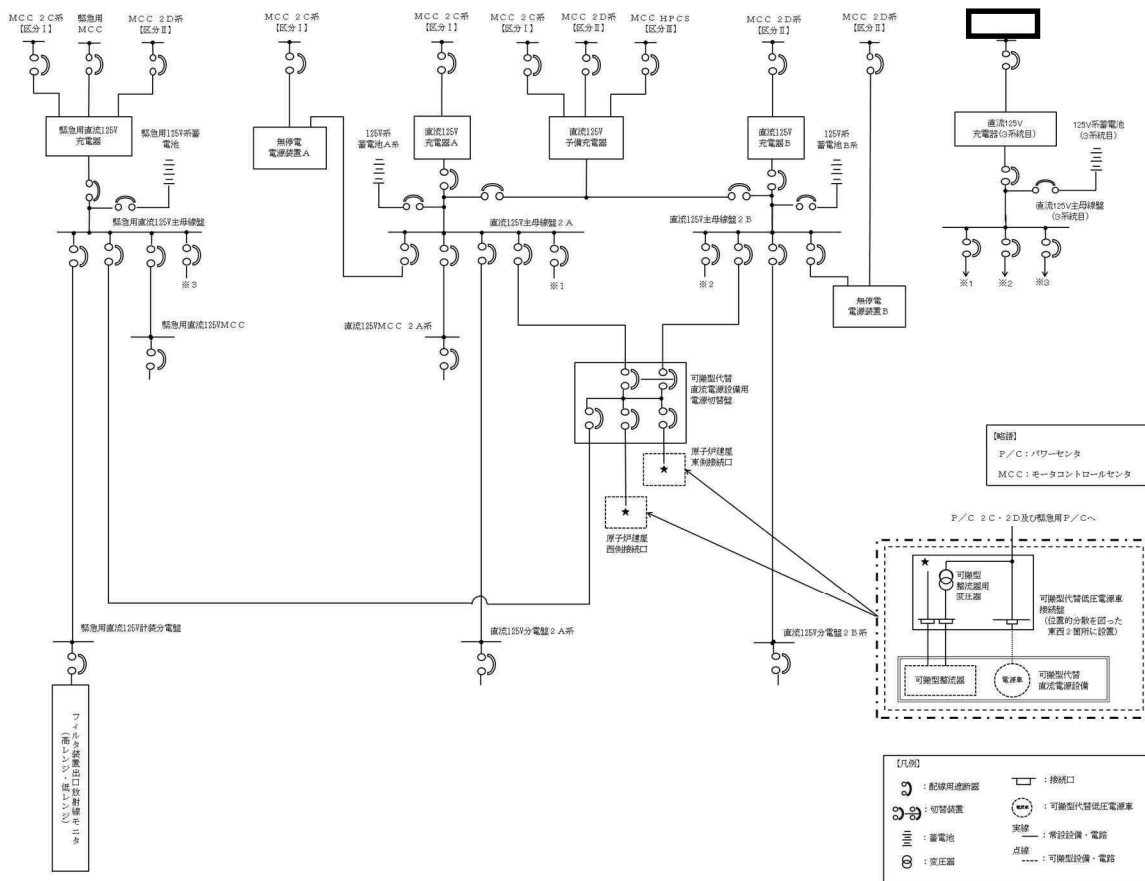 MCC 2C系
【区分Ⅰ】
緊急用
MCC
MCC 2D系
【区分Ⅱ】
MCC 2C系
【区分Ⅰ】
MCC 2C系
【区分Ⅰ】
MCC 2C系
【区分Ⅰ】
MCC 2D系
【区分Ⅱ】
MCC HPCS
【区分Ⅲ】
MCC 2D系
【区分Ⅱ】
MCC 2D系
【区分Ⅱ】
緊急用直流125V
充電器
緊急用125V系蓄
電池
無停電
電源装置A
125V系
蓄電池A系
直流125V
充電器A
直流125V
予備充電器
直流125V
充電器B
125V系
蓄電池B系
直流125V
充電器(3系統目)
125V系蓄電池
(3系統目)
緊急用直流125V主母線盤
直流125V主母線盤2A
直流125V主母線盤2B
直流125V主母線盤
(3系統目)
※3
※1
※2
※1
※2
※3
無停電
電源装置B
緊急用直流125VMCC
直流125VMCC 2A系
可搬型代替
直流電源設備用
電源切替盤
原子炉建屋
東側接続口
★
★
原子炉建屋
西側接続口
【略語】
P/C:パワーセンタ
MCC:モータコントロールセンタ
P/C 2C・2D及び緊急用P/Cへ
★
可搬型
整流器用
変圧器
可搬型代替低圧電源車
接続盤
(位置的分散を図った
東西2箇所に設置)
可搬型整流器
電源車
可搬型代替
直流電源設備
緊急用直流125V計装分電盤
直流125V分電盤2A系
直流125V分電盤2B系
フィルタ装置出口放射線モニタ
(高レンジ・低レンジ)
【凡例】
:配線用遮断器
:切替装置
:蓄電池
:変圧器
:接続口
電源車
:可搬型代替低圧電源車
実線
:常設設備・電路
点線
:可搬型設備・電路